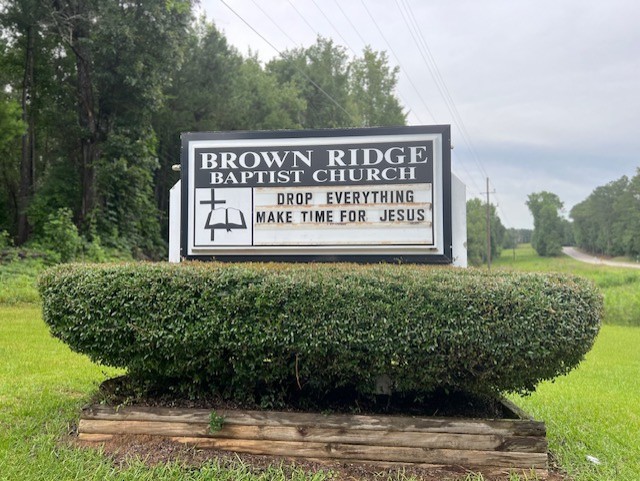 BROWN RIDGE
BAPTIST CHURCH
DROP EVERYTHING
MAKE TIME FOR JESUS